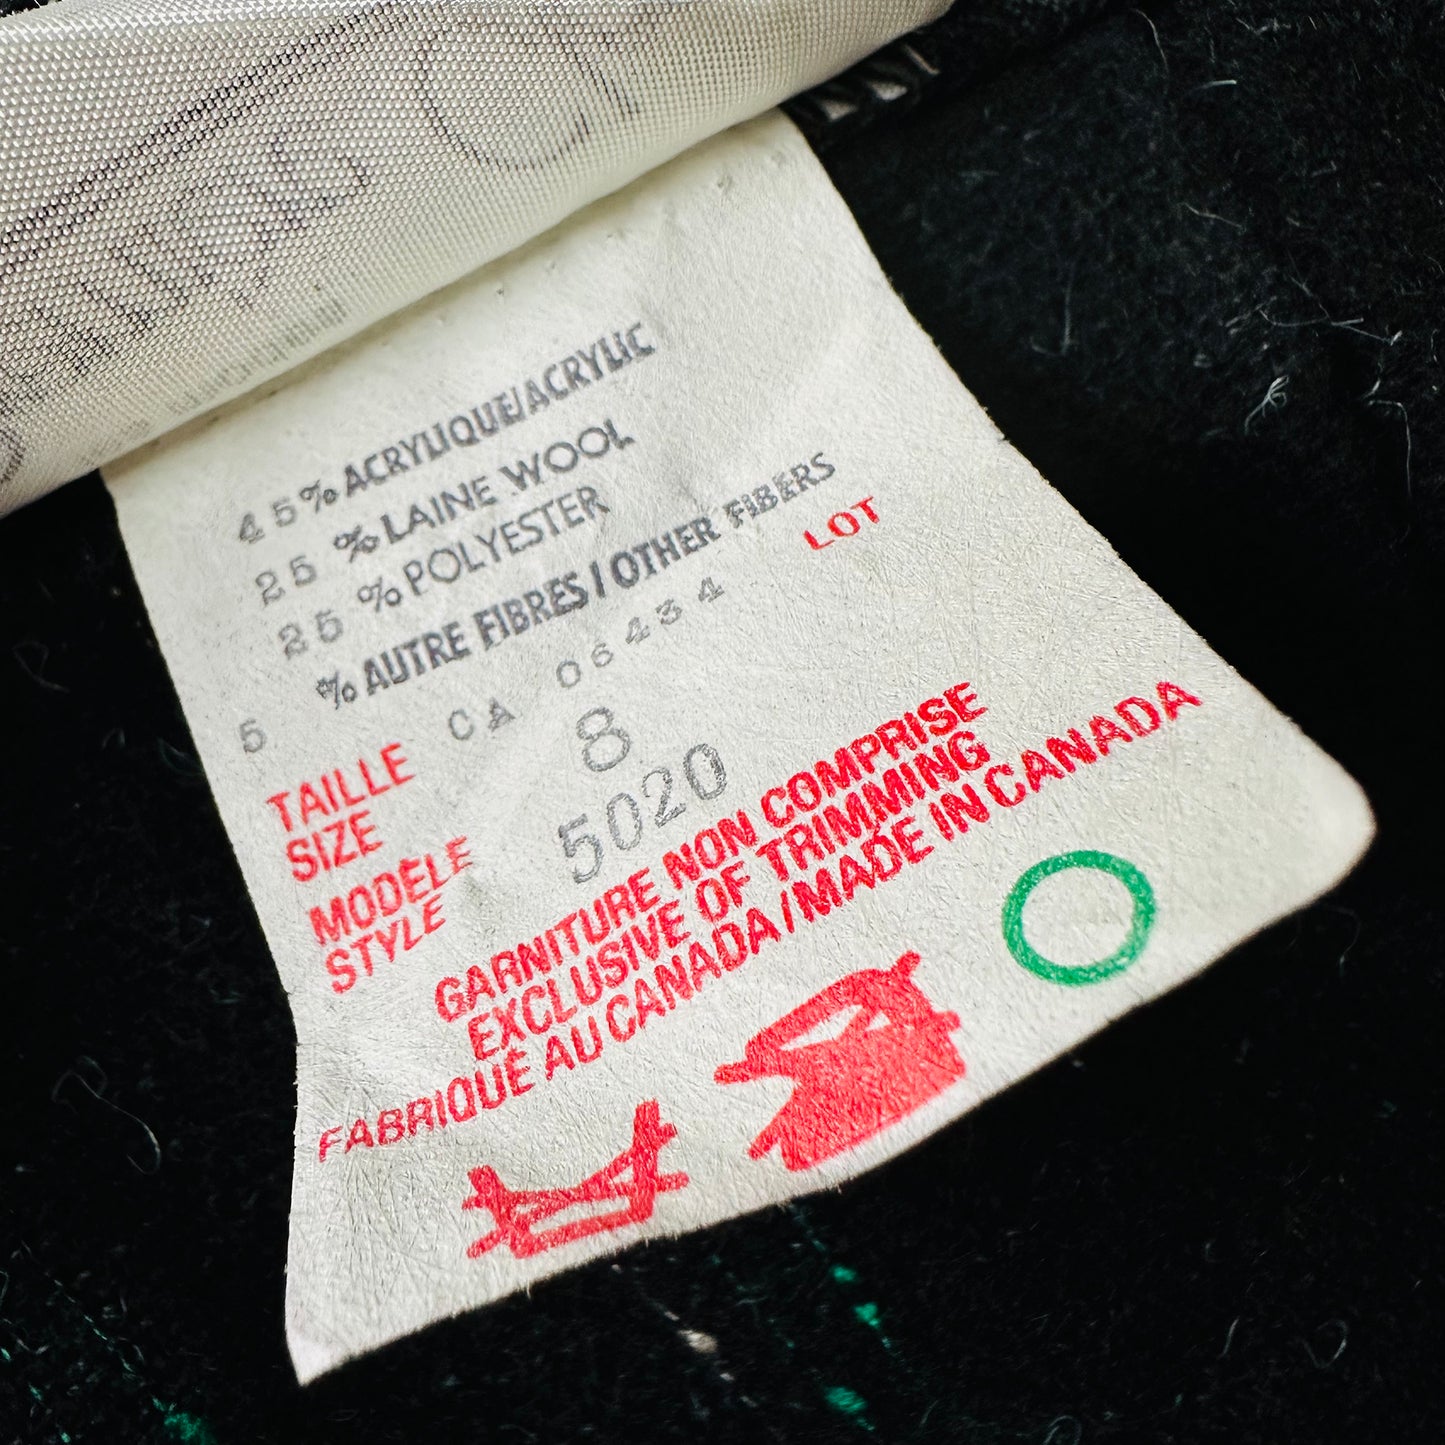 45% ACRYLIQUE/ACRYLIC
25 % LAINE WOOL
25 % POLYESTER
5 % AUTRE FIBRES / OTHER FIBERS
CA 06434 LOT
TAILLE
SIZE 8
MODÈLE
STYLE 5020
GARNITURE NON COMPRISE
EXCLUSIVE OF TRIMMING
FABRIQUÉ AU CANADA/MADE IN CANADA